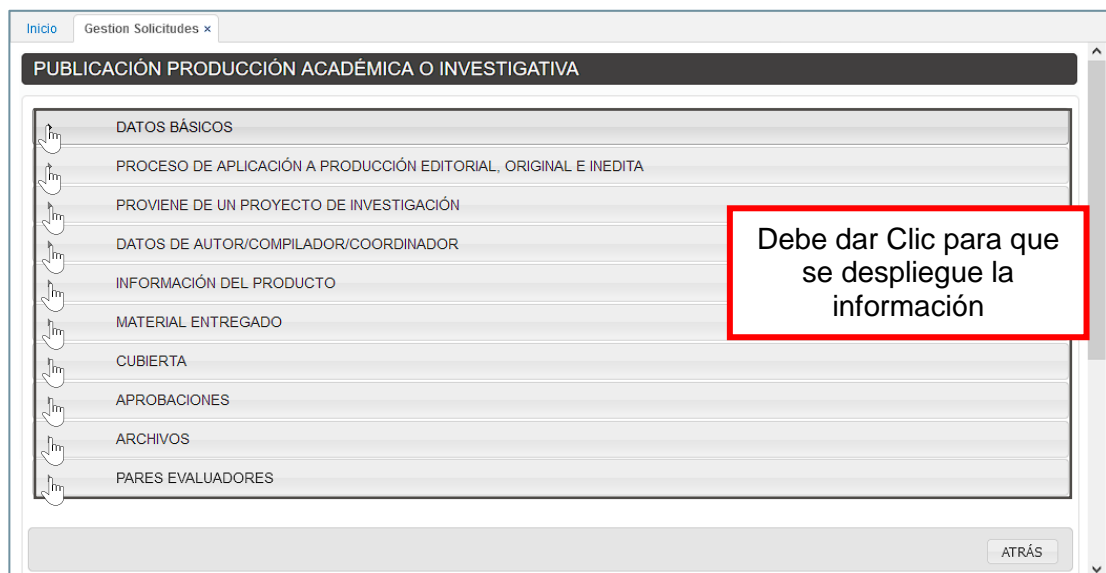 Inicio
Gestion Solicitudes ×
PUBLICACIÓN PRODUCCIÓN ACADÉMICA O INVESTIGATIVA
DATOS BÁSICOS
PROCESO DE APLICACIÓN A PRODUCCIÓN EDITORIAL, ORIGINAL E INEDITA
PROVIENE DE UN PROYECTO DE INVESTIGACIÓN
DATOS DE AUTOR/COMPILADOR/COORDINADOR
INFORMACIÓN DEL PRODUCTO
MATERIAL ENTREGADO
CUBIERTA
APROBACIONES
ARCHIVOS
PARES EVALUADORES
Debe dar Clic para que
se despliegue la
información
ATRÁS